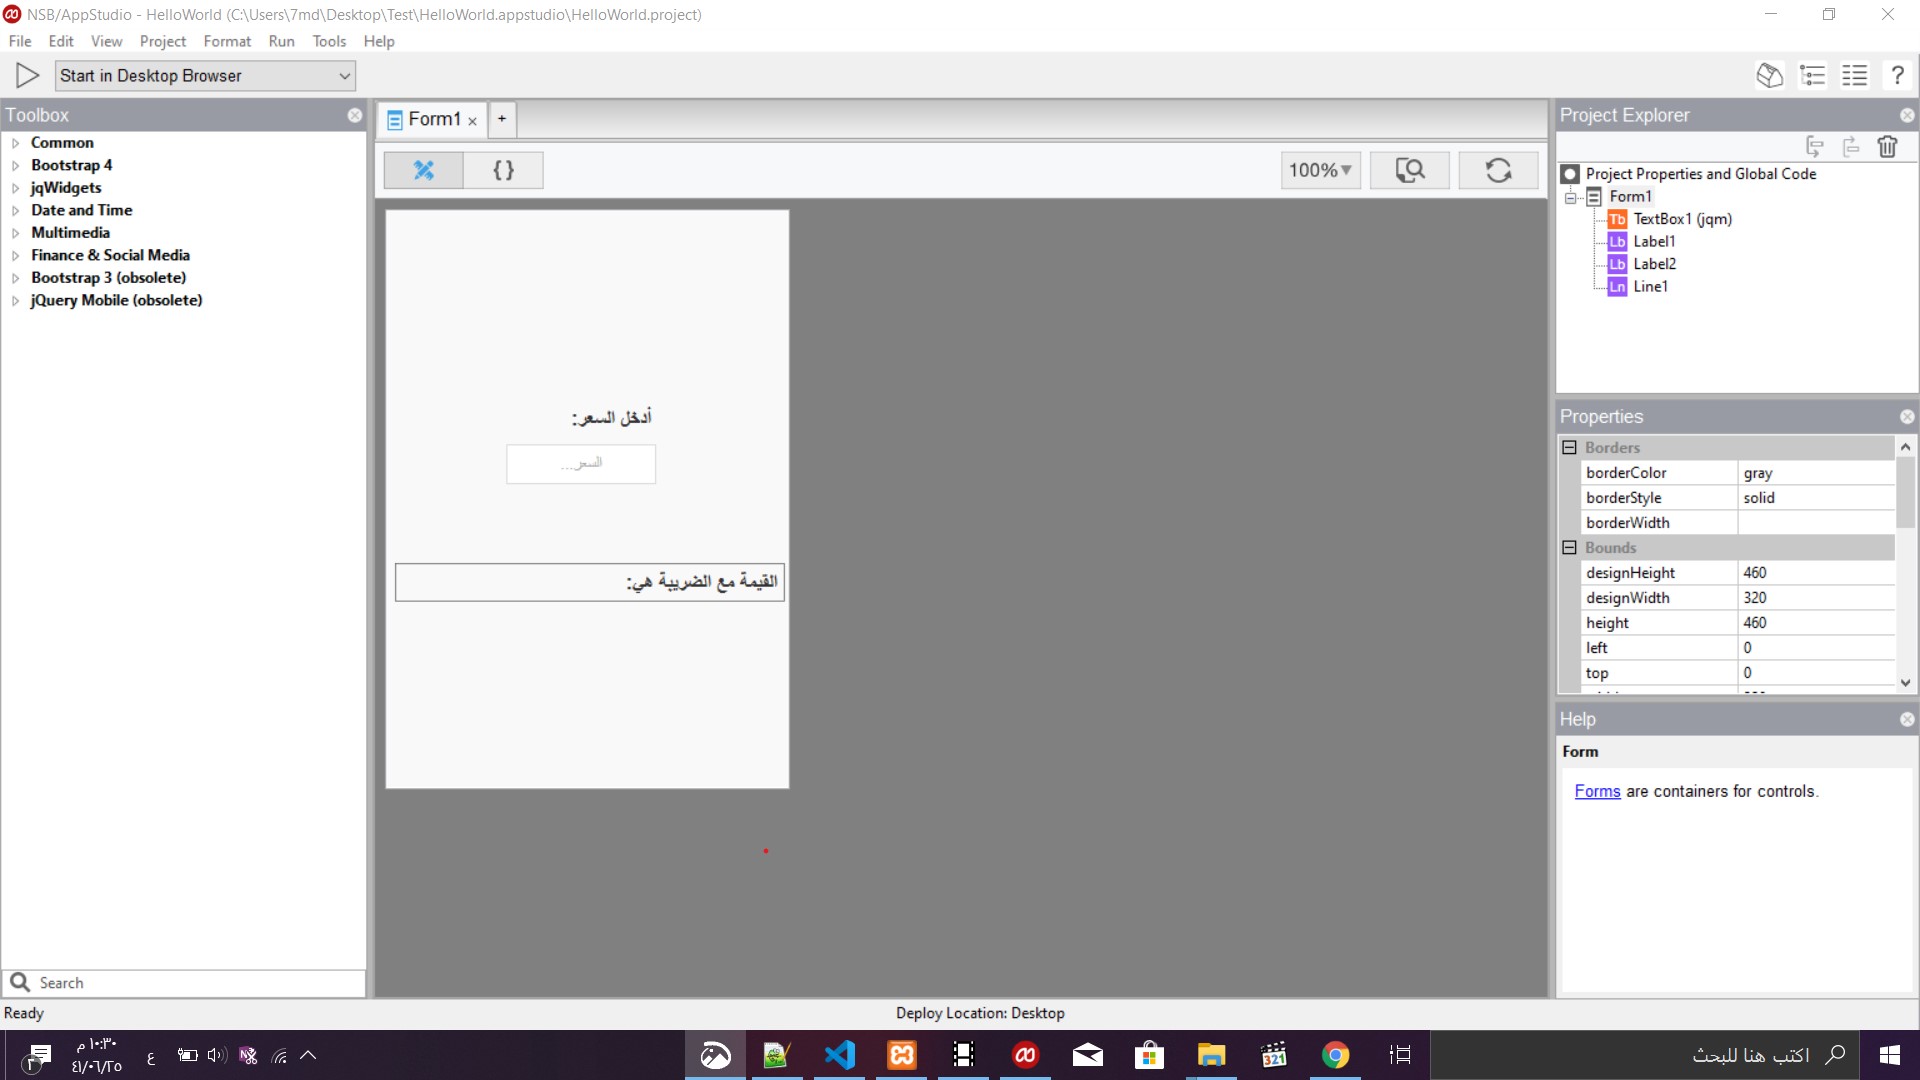 NSB/AppStudio - HelloWorld (C:\Users\7md\Desktop\Test\HelloWorld.appstudio\HelloWorld.project)
File Edit View Project Format Run Tools Help
Start in Desktop Browser
?
Toolbox
Common
Bootstrap 4
jqWidgets
Date and Time
Multimedia
Finance & Social Media
Bootstrap 3 (obsolete)
jQuery Mobile (obsolete)
Search
Form1 × +
{ }
100%
أدخل السعر:
السعر...
القيمة مع الضريبة هي:
Project Explorer
Project Properties and Global Code
Form1
Tb TextBox1 (jqm)
Lb Label1
Lb Label2
Ln Line1
Properties
Borders
borderColor gray
borderStyle solid
borderWidth
Bounds
designHeight 460
designWidth 320
height 460
left 0
top 0
Help
Form
Forms are containers for controls.
Ready
Deploy Location: Desktop
١٠:٣٠ م
٤١/٠٦/٢٥
ع
321
اكتب هنا للبحث